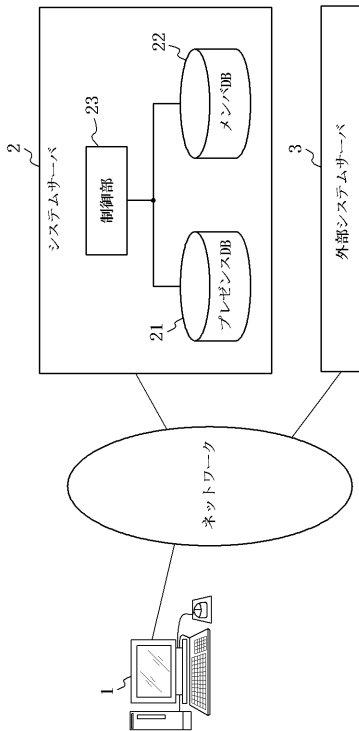 1
ネットワーク
2
システムサーバ
23
制御部
21
プレゼンスDB
22
メンバDB
3
外部システムサーバ